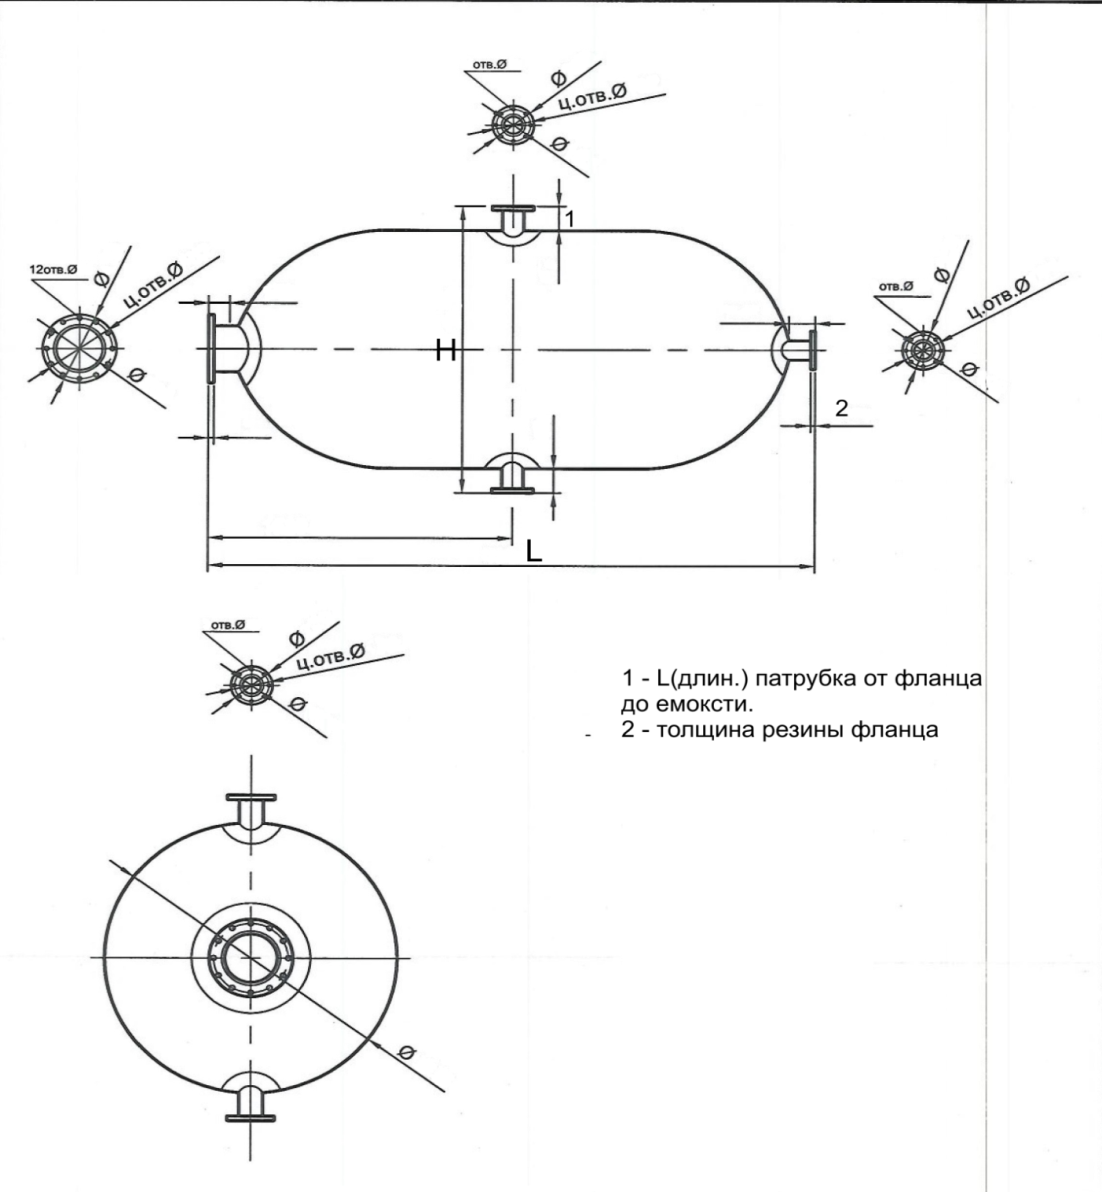 отв.Ø
Ø
ц.отв.Ø
Ø
1
12отв.Ø
Ø
ц.отв.Ø
Ø
H
отв.Ø
Ø
ц.отв.Ø
Ø
2
L
отв.Ø
Ø
ц.отв.Ø
Ø
1 - L(длин.) патрубка от фланца
до емоксти.
- 2 - толщина резины фланца
Ø